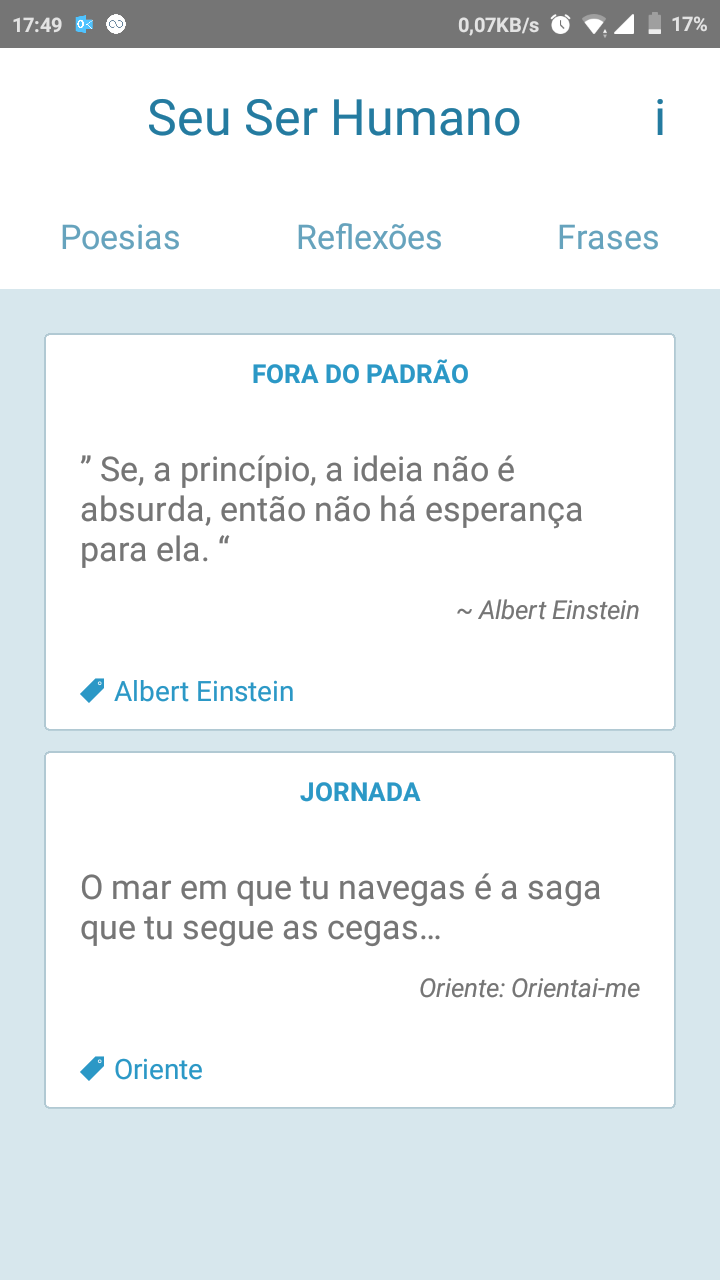 17:49 0,07KB/s 17%
Seu Ser Humano i
Poesias Reflexões Frases
FORA DO PADRÃO
” Se, a princípio, a ideia não é
absurda, então não há esperança
para ela. “
~ Albert Einstein
Albert Einstein
JORNADA
O mar em que tu navegas é a saga
que tu segue as cegas...
Oriente: Orientai-me
Oriente